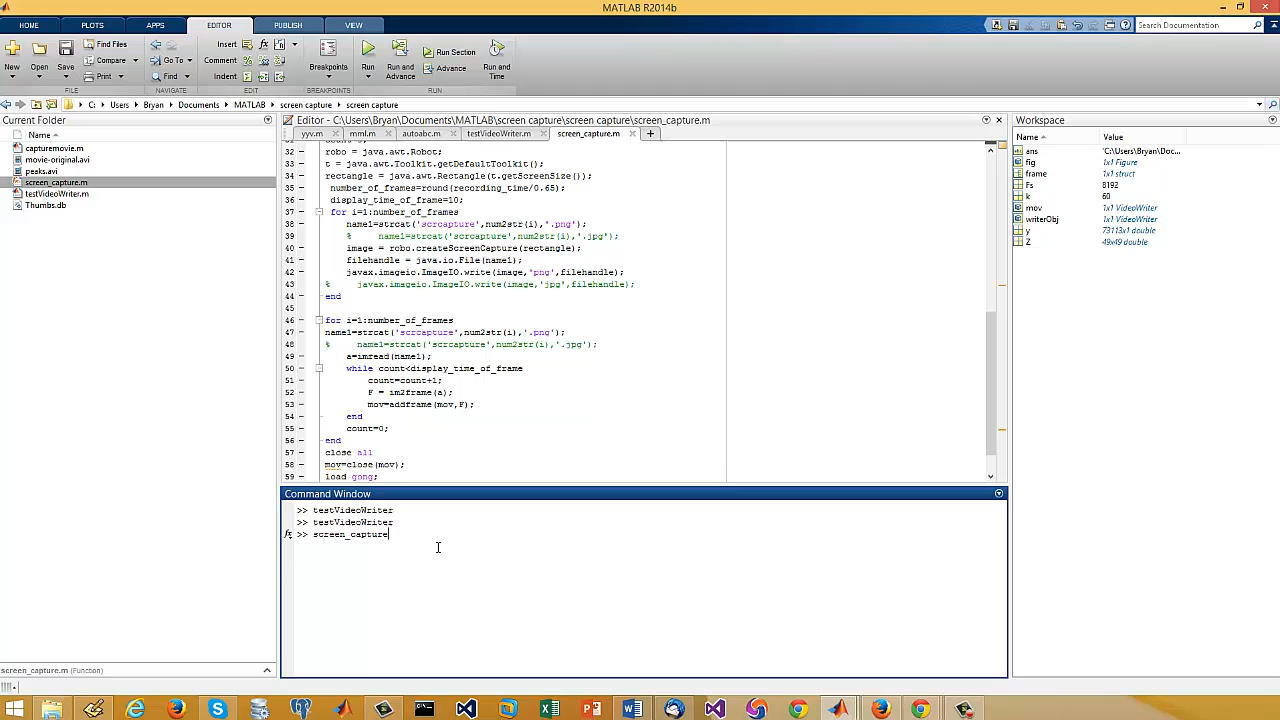 MATLAB R2014b
HOME PLOTS APPS EDITOR PUBLISH VIEW
Search Documentation
New Open Save Find Files Compare Print
Go To Find
Insert Comment Indent
Breakpoints
Run Run and Advance Run Section Advance Run and Time
FILE NAVIGATE EDIT BREAKPOINTS RUN
C: Users Bryan Documents MATLAB screen capture screen capture
Current Folder
Name
capturemovie.m
movie-original.avi
peaks.avi
screen_capture.m
testVideoWriter.m
Thumbs.db
screen_capture.m (Function)
Editor - C:\Users\Bryan\Documents\MATLAB\screen capture\screen_capture.m
yyv.m mml.m autoabc.m testVideoWriter.m screen_capture.m
32 robo = java.awt.Robot;
33 t = java.awt.Toolkit.getDefaultToolkit();
34 rectangle = java.awt.Rectangle(t.getScreenSize());
35 number_of_frames=round(recording_time/0.65);
36 display_time_of_frame=10;
37 for i=1:number_of_frames
38 name1=strcat('scrcapture',num2str(i),'.png');
39 % name1=strcat('scrcapture',num2str(i),'.jpg');
40 image = robo.createScreenCapture(rectangle);
41 filehandle = java.io.File(name1);
42 javax.imageio.ImageIO.write(image,'png',filehandle);
43 % javax.imageio.ImageIO.write(image,'jpg',filehandle);
44 end
45
46 for i=1:number_of_frames
47 name1=strcat('scrcapture',num2str(i),'.png');
48 % name1=strcat('scrcapture',num2str(i),'.jpg');
49 a=imread(name1);
50 while count<display_time_of_frame
51 count=count+1;
52 F = im2frame(a);
53 mov=addframe(mov,F);
54 end
55 count=0;
56 end
57 close all
58 mov=close(mov);
59 load gong;
Command Window
>> testVideoWriter
>> testVideoWriter
fx >> screen_capture
Workspace
Name Value
ans 'C:\Users\Bryan\Doc...
fig 1x1 Figure
frame 1x1 struct
Fs 8192
k 60
mov 1x1 VideoWriter
writerObj 1x1 VideoWriter
y 73113x1 double
Z 49x49 double